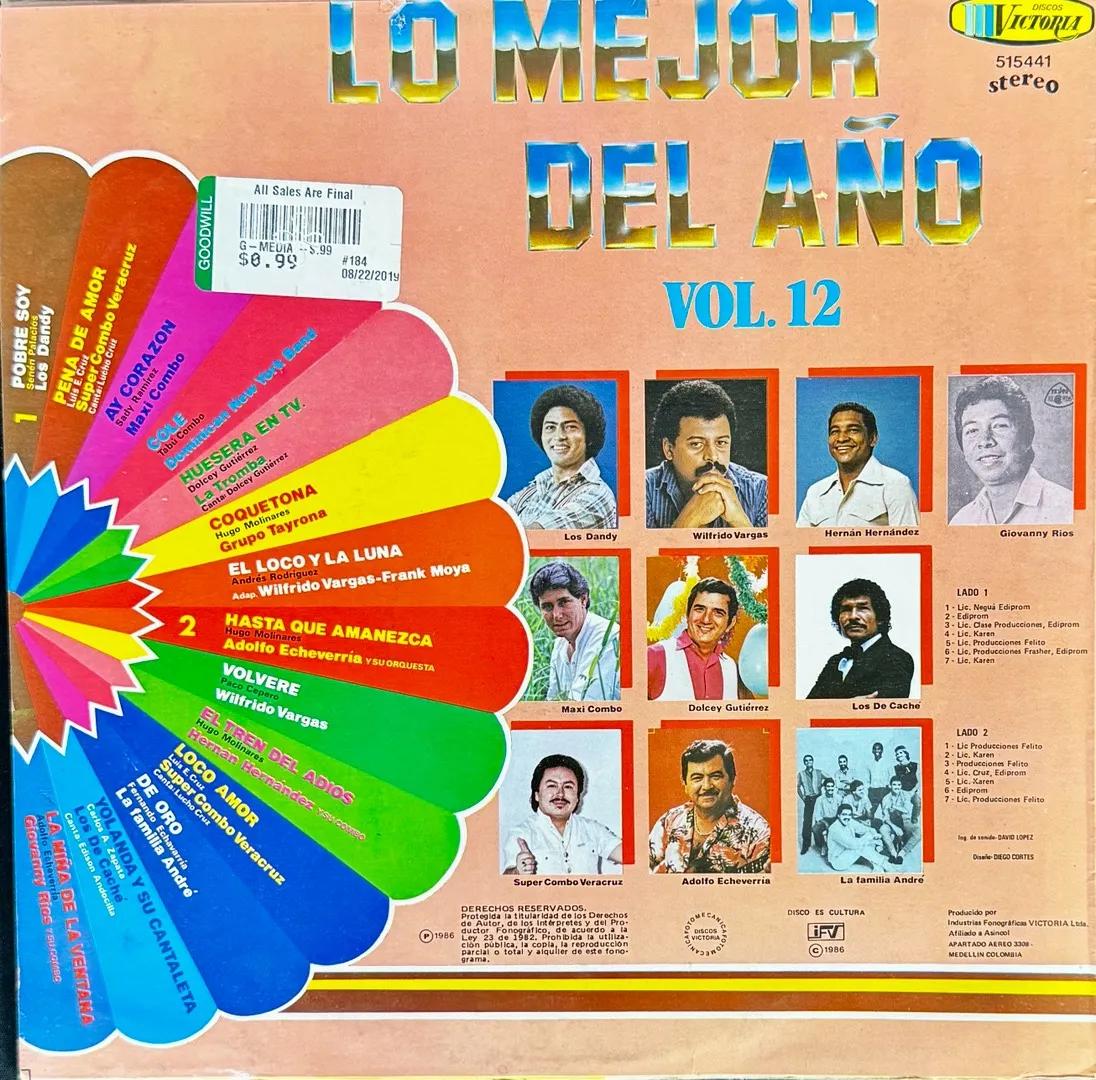 LO MEJOR
DEL AÑO
VOL. 12
DISCOS
VICTORIA
515441
stereo
GOODWILL
All Sales Are Final
G-MEDIA
$0.99
#184
08/22/2019
1
POBRE SOY
Senén Palacios
Los Dandy
PENA DE AMOR
Luis E. Cruz
Super Combo Veracruz
Canta: Lucho Cruz
AY CORAZON
Sady Ramírez
Maxi Combo
COLE
Tabú Combo
Dominican New York Band
HUESERA EN TV.
Dolcey Gutiérrez
La Tromba
Canta: Dolcey Gutiérrez
COQUETONA
Hugo Molinares
Grupo Tayrona
EL LOCO Y LA LUNA
Andrés Rodríguez
Adap. Wilfrido Vargas-Frank Moya
2
HASTA QUE AMANEZCA
Hugo Molinares
Adolfo Echeverría Y SU ORQUESTA
VOLVERE
Paco Cepero
Wilfrido Vargas
EL TREN DEL ADIOS
Hugo Molinares
Hernán Hernández Y SU COMBO
LOCO AMOR
Luis E. Cruz
Super Combo Veracruz
Canta: Lucho Cruz
DE ORO
Fernando Echavarría
La familia André
YOLANDA Y SU CANTALETA
Carlos A. Zapata
Los De Caché
Canta Edison Andocilla
LA NIÑA DE LA VENTANA
Adolfo Echeverría
Giovanny Rios Y SU COMBO
Los Dandy
Wilfrido Vargas
Hernán Hernández
Giovanny Rios
Maxi Combo
Dolcey Gutiérrez
Los De Caché
Super Combo Veracruz
Adolfo Echeverría
La familia André
LADO 1
1 - Lic. Neguá Ediprom
2 - Ediprom
3 - Lic. Clase Producciones, Ediprom
4 - Lic. Karen
5 - Lic. Producciones Felito
6 - Lic. Producciones Frasher, Ediprom
7 - Lic. Karen
LADO 2
1 - Lic Producciones Felito
2 - Lic. Karen
3 - Producciones Felito
4 - Lic. Cruz, Ediprom
5 - Lic. Karen
6 - Ediprom
7 - Lic. Producciones Felito
Ing. de sonido- DAVID LOPEZ
Diseño- DIEGO CORTES
℗ 1986
DERECHOS RESERVADOS.
Protegida la titularidad de los Derechos
de Autor, de los intérpretes y del Pro-
ductor Fonográfico, de acuerdo a la
Ley 23 de 1982. Prohibida la utiliza-
ción pública, la copia, la reproducción
parcial o total y alquiler de este fono-
grama.
FOTOMECANICA
DISCOS
VICTORIA
DISCO ES CULTURA
IFV
© 1986
Producido por
Industrias Fonográficas VICTORIA Ltda.
Afiliado a Asincol
APARTADO AEREO 3308 -
MEDELLIN COLOMBIA